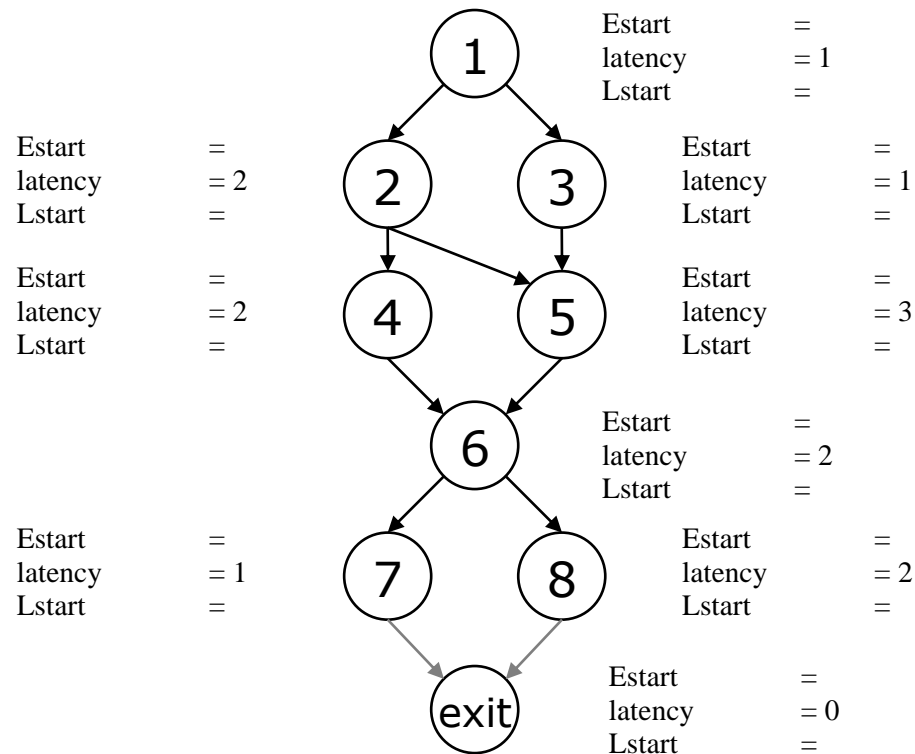 1
Estart =
latency = 1
Lstart =
Estart =
latency = 2
Lstart =
2
3
Estart =
latency = 1
Lstart =
Estart =
latency = 2
Lstart =
4
5
Estart =
latency = 3
Lstart =
6
Estart =
latency = 2
Lstart =
Estart =
latency = 1
Lstart =
7
8
Estart =
latency = 2
Lstart =
exit
Estart =
latency = 0
Lstart =